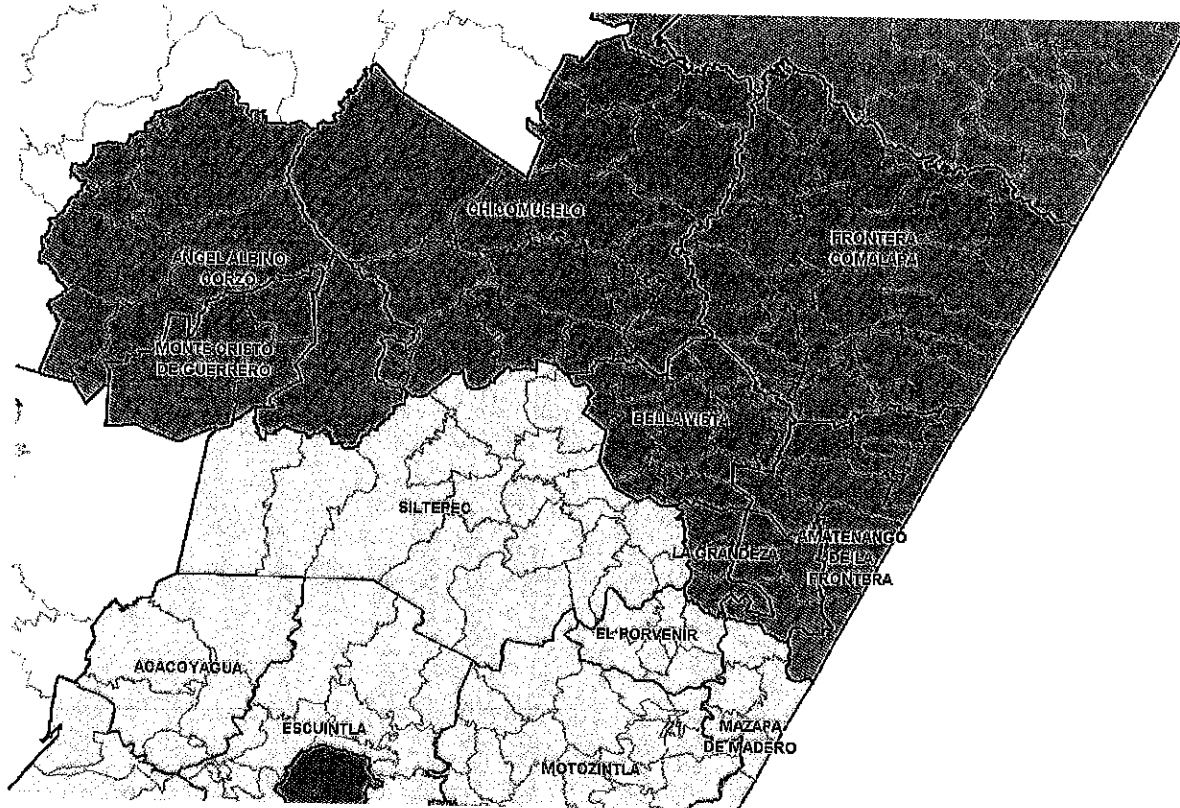 CHICOMUSELO
FRONTERA
COMALAPA
ANGEL ALBINO
CORZO
MONTE CRISTO
DE GUERRERO
BELLA VISTA
SILTEPEC
AMATENANGO
DE LA
FRONTERA
LA GRANDEZA
EL PORVENIR
ACACOYAGUA
ESCUINTLA
MAZAPA
DE MADERO
MOTOZINTLA